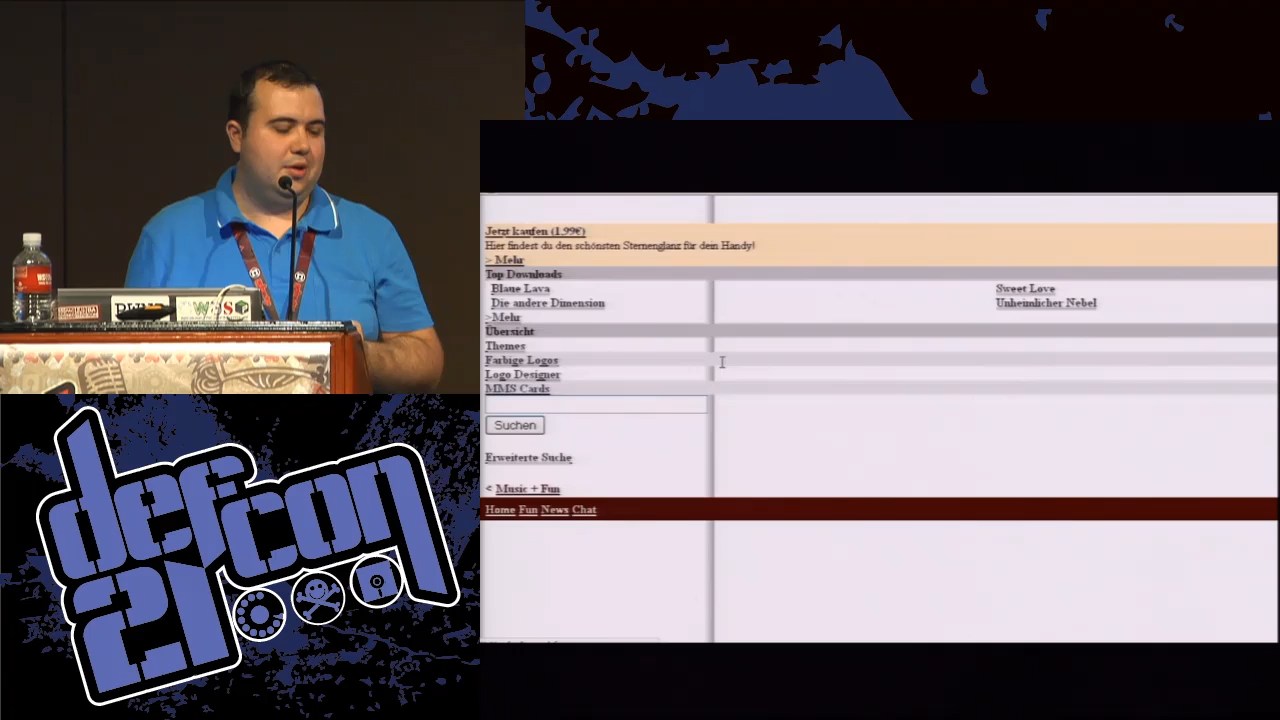 Jetzt kaufen (1,99€)
Hier findest du den schönsten Sternenglanz für dein Handy!
> Mehr
Top Downloads
Blaue Lava Sweet Love
Die andere Dimension Unheimlicher Nebel
>Mehr
Übersicht
Themes
Farbige Logos
Logo Designer
MMS Cards
Suchen
Erweiterte Suche
< Music + Fun
Home Fun News Chat
defcon
21